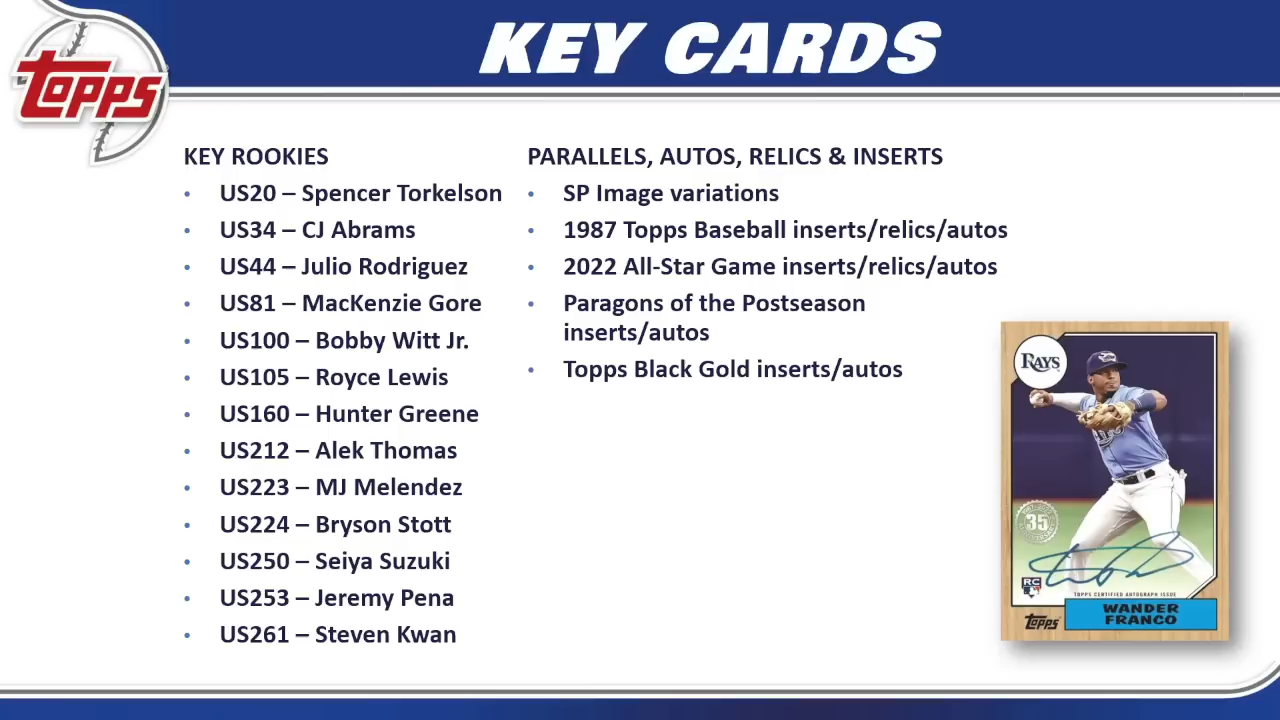 KEY CARDS
TOPPS
KEY ROOKIES
• US20 – Spencer Torkelson
• US34 – CJ Abrams
• US44 – Julio Rodriguez
• US81 – MacKenzie Gore
• US100 – Bobby Witt Jr.
• US105 – Royce Lewis
• US160 – Hunter Greene
• US212 – Alek Thomas
• US223 – MJ Melendez
• US224 – Bryson Stott
• US250 – Seiya Suzuki
• US253 – Jeremy Pena
• US261 – Steven Kwan
PARALLELS, AUTOS, RELICS & INSERTS
• SP Image variations
• 1987 Topps Baseball inserts/relics/autos
• 2022 All-Star Game inserts/relics/autos
• Paragons of the Postseason
inserts/autos
• Topps Black Gold inserts/autos
RAYS
35
RC
TOPPS CERTIFIED AUTOGRAPH ISSUE
TOPPS
WANDER
FRANCO